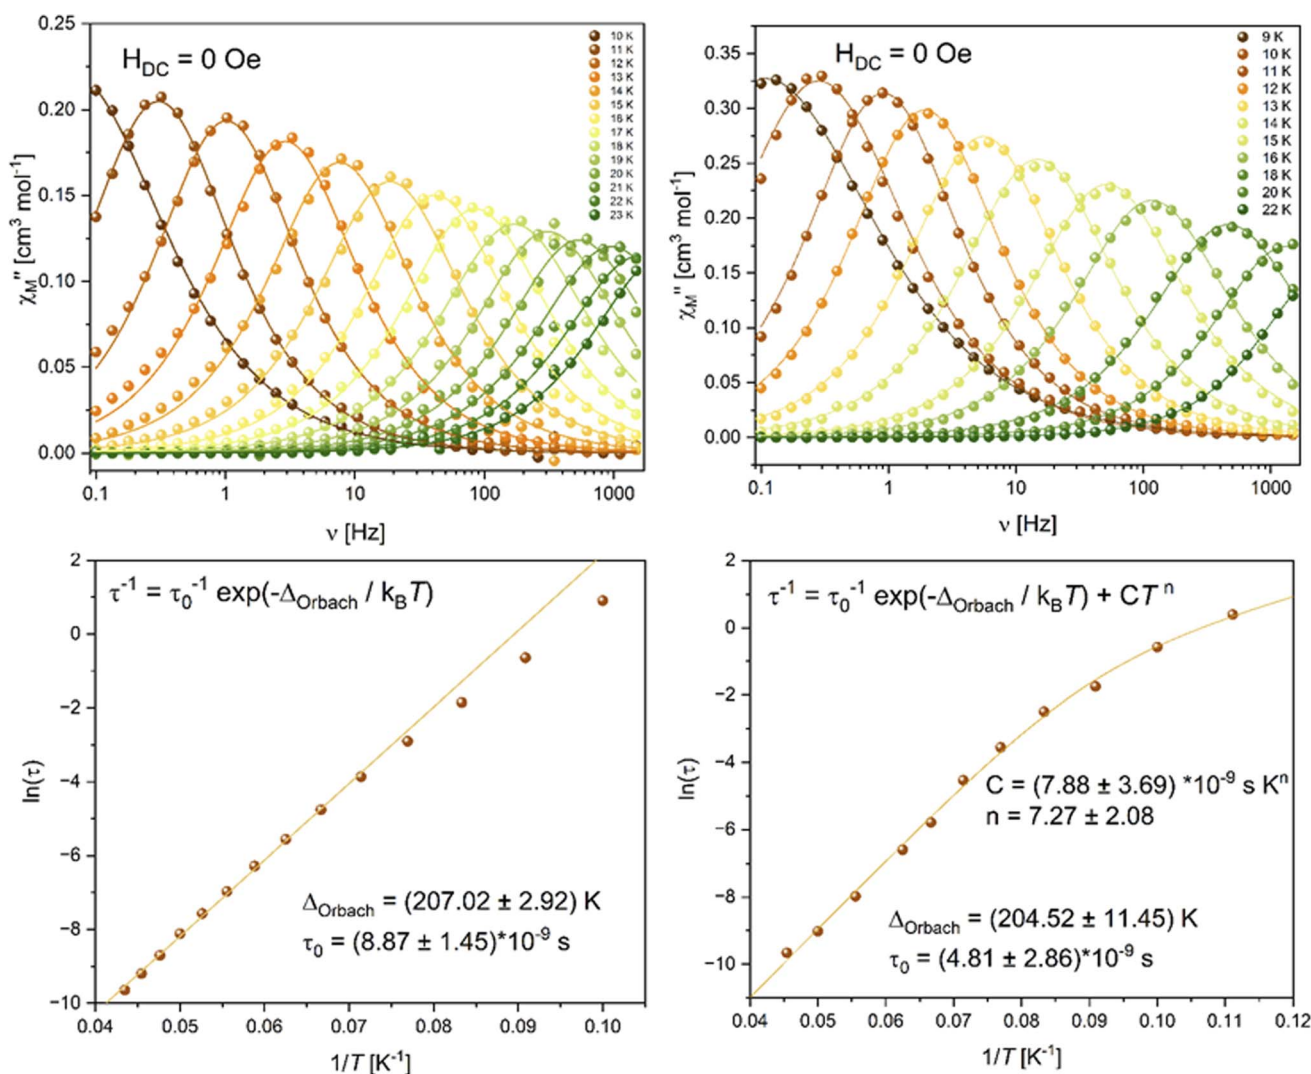 H_DC = 0 Oe
10 K
11 K
12 K
13 K
14 K
15 K
16 K
17 K
18 K
19 K
20 K
21 K
22 K
23 K
0.25
0.20
0.15
0.10
0.05
0.00
χ_M'' [cm³ mol⁻¹]
0.1
1
10
100
1000
ν [Hz]
H_DC = 0 Oe
9 K
10 K
11 K
12 K
13 K
14 K
15 K
16 K
18 K
20 K
22 K
0.35
0.30
0.25
0.20
0.15
0.10
0.05
0.00
χ_M'' [cm³ mol⁻¹]
0.1
1
10
100
1000
ν [Hz]
τ⁻¹ = τ₀⁻¹ exp(-Δ_Orbach / k_BT)
2
0
−2
−4
−6
−8
−10
ln(τ)
Δ_Orbach = (207.02 ± 2.92) K
τ₀ = (8.87 ± 1.45)*10⁻⁹ s
0.04
0.05
0.06
0.07
0.08
0.09
0.10
1/T [K⁻¹]
τ⁻¹ = τ₀⁻¹ exp(-Δ_Orbach / k_BT) + CTⁿ
2
0
−2
−4
−6
−8
−10
ln(τ)
C = (7.88 ± 3.69) *10⁻⁹ s Kⁿ
n = 7.27 ± 2.08
Δ_Orbach = (204.52 ± 11.45) K
τ₀ = (4.81 ± 2.86)*10⁻⁹ s
0.04
0.05
0.06
0.07
0.08
0.09
0.10
0.11
0.12
1/T [K⁻¹]